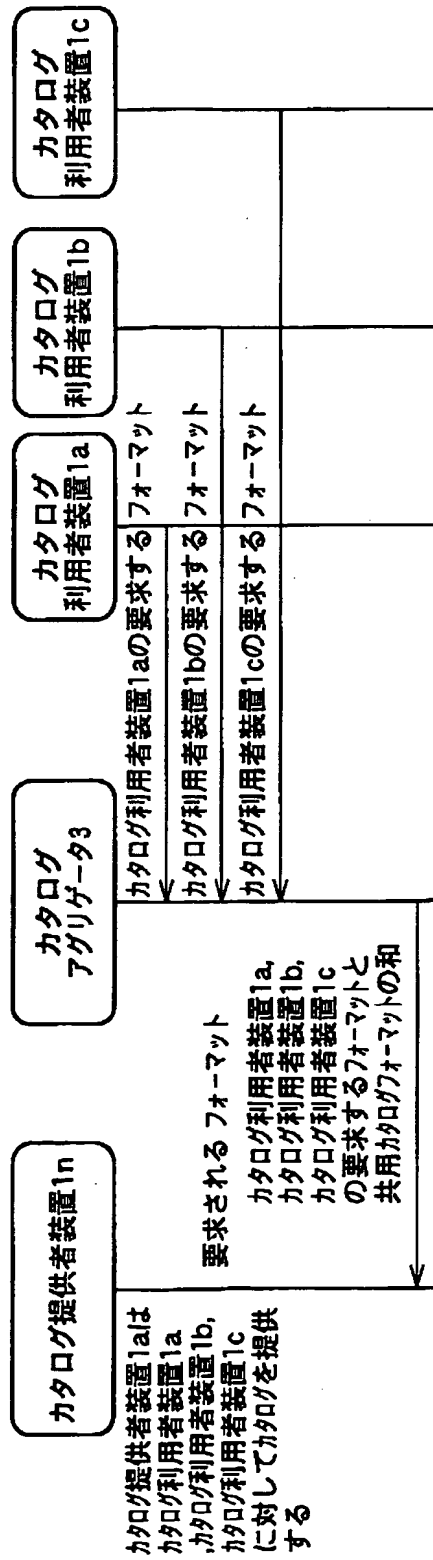 カタログ提供者装置1n
カタログ
アグリゲータ3
カタログ
利用者装置1a
カタログ
利用者装置1b
カタログ
利用者装置1c
カタログ提供者装置1aは
カタログ利用者装置1a
,カタログ利用者装置1b,
カタログ利用者装置1c
に対してカタログを提供
する
カタログ利用者装置1aの要求する フォーマット
カタログ利用者装置1bの要求する フォーマット
カタログ利用者装置1cの要求する フォーマット
要求される フォーマット
カタログ利用者装置1a,
カタログ利用者装置1b,
カタログ利用者装置1c
の要求するフォーマットと
共用カタログフォーマットの和